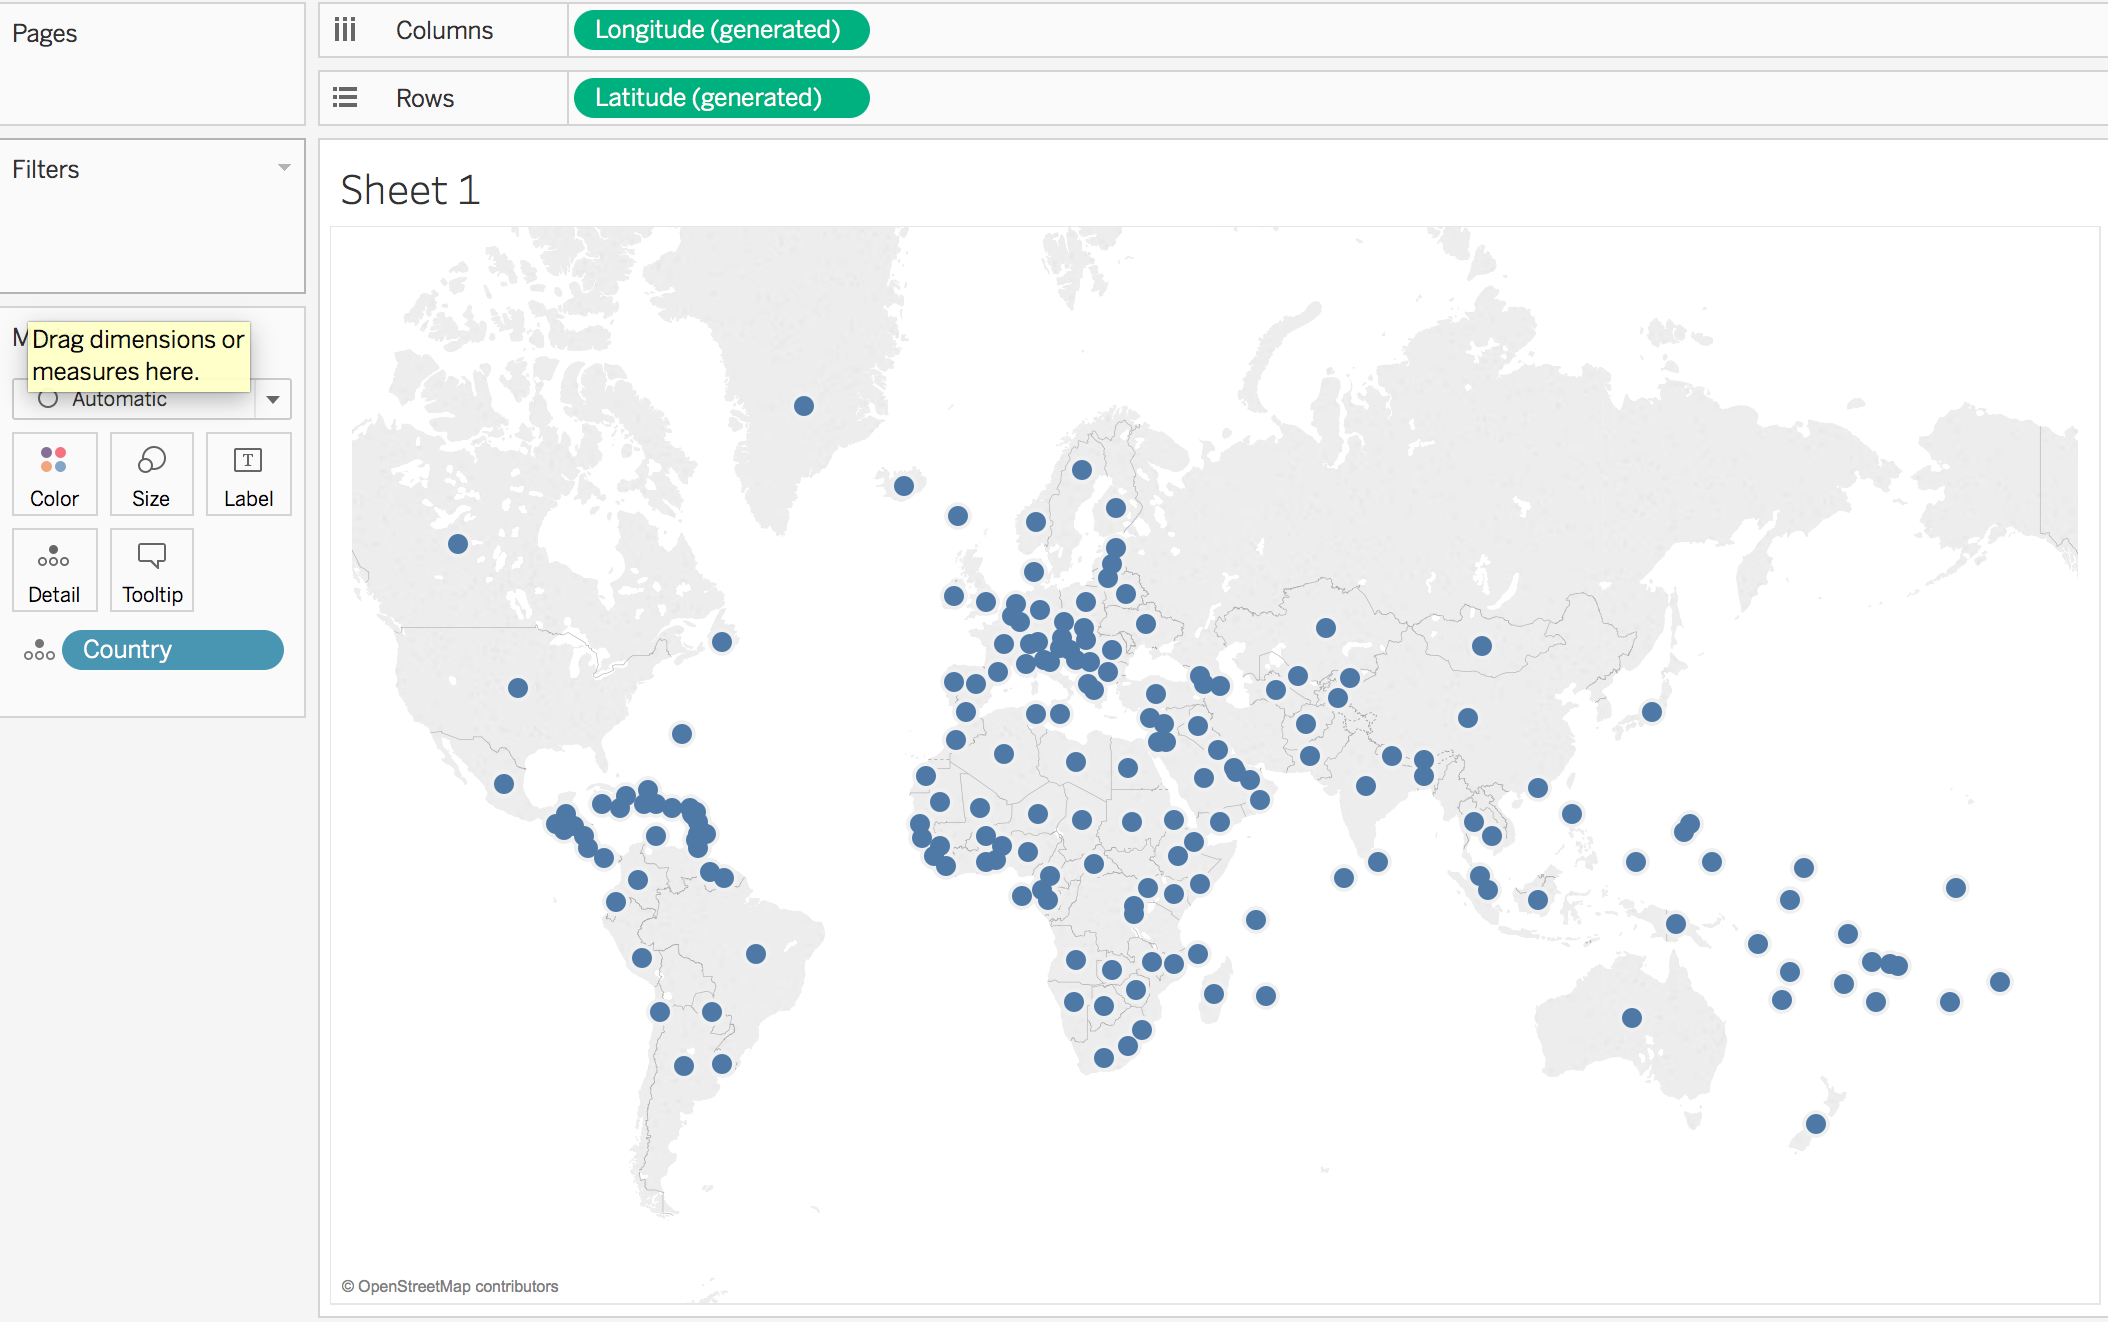 Pages
Columns
Longitude (generated)
Rows
Latitude (generated)
Filters
Sheet 1
Drag dimensions or
measures here.
Automatic
Color
Size
T
Label
Detail
Tooltip
Country
© OpenStreetMap contributors